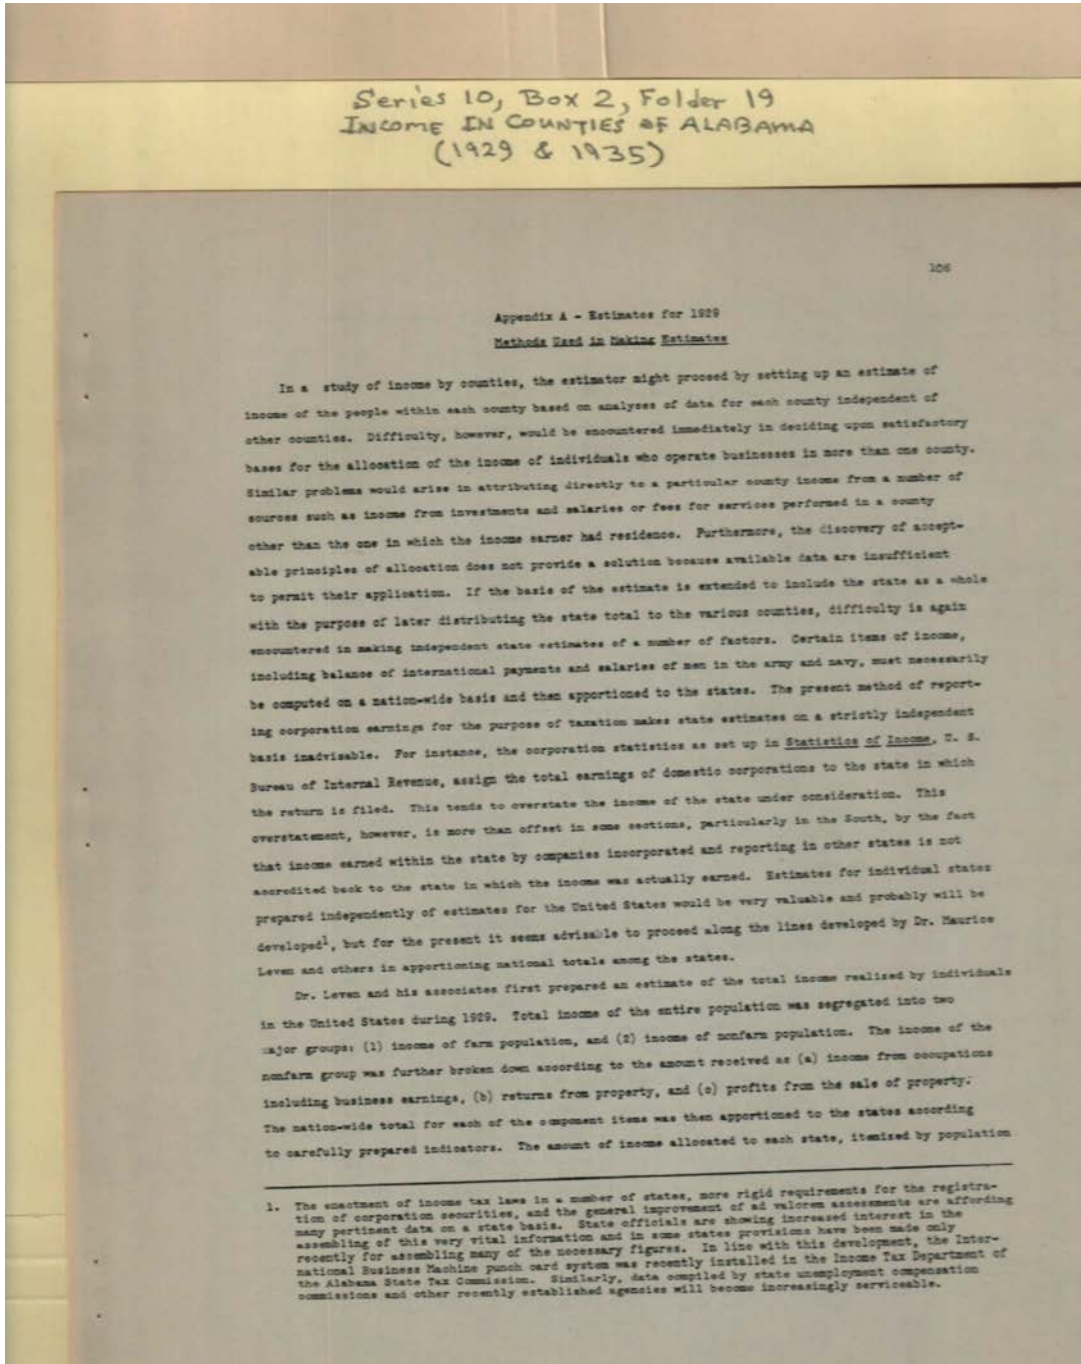 Series 10, Box 2, Folder 19
INCOME IN COUNTIES OF ALABAMA
(1929 & 1935)
106
Appendix A - Estimates for 1929
Methods Used in Making Estimates
In a study of income by counties, the estimator might proceed by setting up an estimate of
income of the people within each county based on analyses of data for each county independent of
other counties. Difficulty, however, would be encountered immediately in deciding upon satisfactory
bases for the allocation of the income of individuals who operate businesses in more than one county.
Similar problems would arise in attributing directly to a particular county income from a number of
sources such as income from investments and salaries or fees for services performed in a county
other than the one in which the income earner had residence. Furthermore, the discovery of accept-
able principles of allocation does not provide a solution because available data are insufficient
to permit their application. If the basis of the estimate is extended to include the state as a whole
with the purpose of later distributing the state total to the various counties, difficulty is again
encountered in making independent state estimates of a number of factors. Certain items of income,
including balance of international payments and salaries of men in the army and navy, must necessarily
be computed on a nation-wide basis and then apportioned to the states. The present method of report-
ing corporation earnings for the purpose of taxation makes state estimates on a strictly independent
basis inadvisable. For instance, the corporation statistics as set up in Statistics of Income, U. S.
Bureau of Internal Revenue, assign the total earnings of domestic corporations to the state in which
the return is filed. This tends to overstate the income of the state under consideration. This
overstatement, however, is more than offset in some sections, particularly in the South, by the fact
that income earned within the state by companies incorporated and reporting in other states is not
accredited back to the state in which the income was actually earned. Estimates for individual states
prepared independently of estimates for the United States would be very valuable and probably will be
developed1, but for the present it seems advisable to proceed along the lines developed by Dr. Maurice
Leven and others in apportioning national totals among the states.
Dr. Leven and his associates first prepared an estimate of the total income realized by individuals
in the United States during 1929. Total income of the entire population was segregated into two
major groups: (1) income of farm population, and (2) income of nonfarm population. The income of the
nonfarm group was further broken down according to the amount received as (a) income from occupations
including business earnings, (b) returns from property, and (c) profits from the sale of property.
The nation-wide total for each of the component items was then apportioned to the states according
to carefully prepared indicators. The amount of income allocated to each state, itemized by population
1. The enactment of income tax laws in a number of states, more rigid requirements for the registra-
tion of corporation securities, and the general improvement of ad valorem assessments are affording
many pertinent data on a state basis. State officials are showing increased interest in the
assembling of this very vital information and in some states provisions have been made only
recently for assembling many of the necessary figures. In line with this development, the Inter-
national Business Machine punch card system was recently installed in the Income Tax Department of
the Alabama State Tax Commission. Similarly, data compiled by state unemployment compensation
commissions and other recently established agencies will become increasingly serviceable.